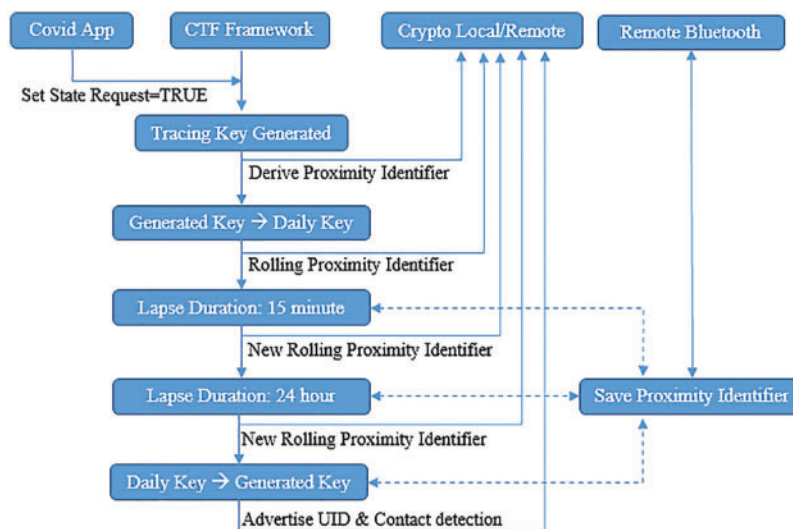 Covid App
CTF Framework
Crypto Local/Remote
Remote Bluetooth
Set State Request=TRUE
Tracing Key Generated
Derive Proximity Identifier
Generated Key → Daily Key
Rolling Proximity Identifier
Lapse Duration: 15 minute
New Rolling Proximity Identifier
Lapse Duration: 24 hour
Save Proximity Identifier
New Rolling Proximity Identifier
Daily Key → Generated Key
Advertise UID & Contact detection